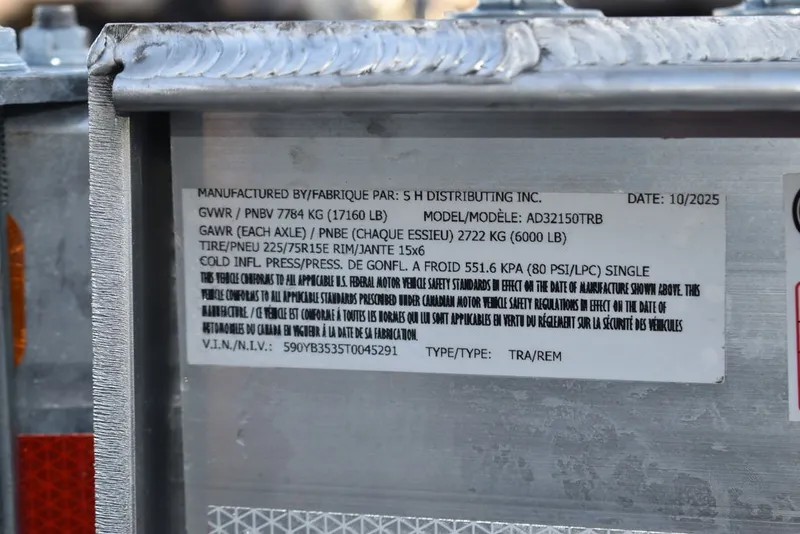 MANUFACTURED BY/FABRIQUE PAR: S H DISTRIBUTING INC. DATE: 10/2025
GVWR / PNBV 7784 KG (17160 LB) MODEL/MODÈLE: AD32150TRB
GAWR (EACH AXLE) / PNBE (CHAQUE ESSIEU) 2722 KG (6000 LB)
TIRE/PNEU 225/75R15E RIM/JANTE 15x6
COLD INFL. PRESS/PRESS. DE GONFL. A FROID 551.6 KPA (80 PSI/LPC) SINGLE
THIS VEHICLE CONFORMS TO ALL APPLICABLE U.S. FEDERAL MOTOR VEHICLE SAFETY STANDARDS IN EFFECT ON THE DATE OF MANUFACTURE SHOWN ABOVE. THIS
VEHICLE CONFORMS TO ALL APPLICABLE STANDARDS PRESCRIBED UNDER CANADIAN MOTOR VEHICLE SAFETY REGULATIONS IN EFFECT ON THE DATE OF
MANUFACTURE. / CE VÉHICLE EST CONFORME À TOUTES LES NORMES QUI LUI SONT APPLICABLES EN VERTU DU RÉGLEMENT SUR LA SÉCURITÉ DES VÉHICULES
AUTOMOBILES DU CANADA EN VIGUEUR À LA DATE DE SA FABRICATION.
V.I.N./N.I.V.: 590YB3535T0045291 TYPE/TYPE: TRA/REM